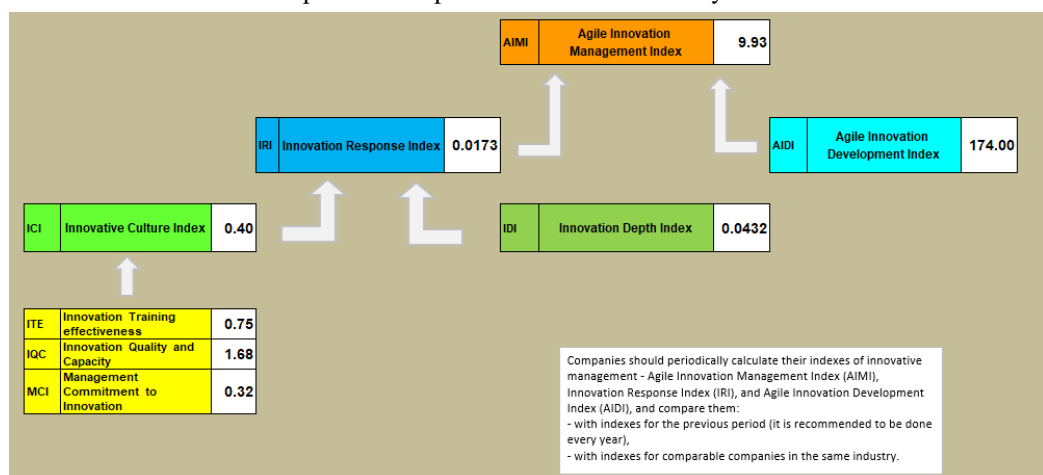 AIMI
Agile Innovation
Management Index
9.93
IRI
Innovation Response Index
0.0173
AIDI
Agile Innovation
Development Index
174.00
ICI
Innovative Culture Index
0.40
IDI
Innovation Depth Index
0.0432
ITE
Innovation Training
effectiveness
0.75
IQC
Innovation Quality and
Capacity
1.68
MCI
Management
Commitment to
Innovation
0.32
Companies should periodically calculate their indexes of innovative
management - Agile Innovation Management Index (AIMI),
Innovation Response Index (IRI), and Agile Innovation Development
Index (AIDI), and compare them:
- with indexes for the previous period (it is recommended to be done
every year),
- with indexes for comparable companies in the same industry.